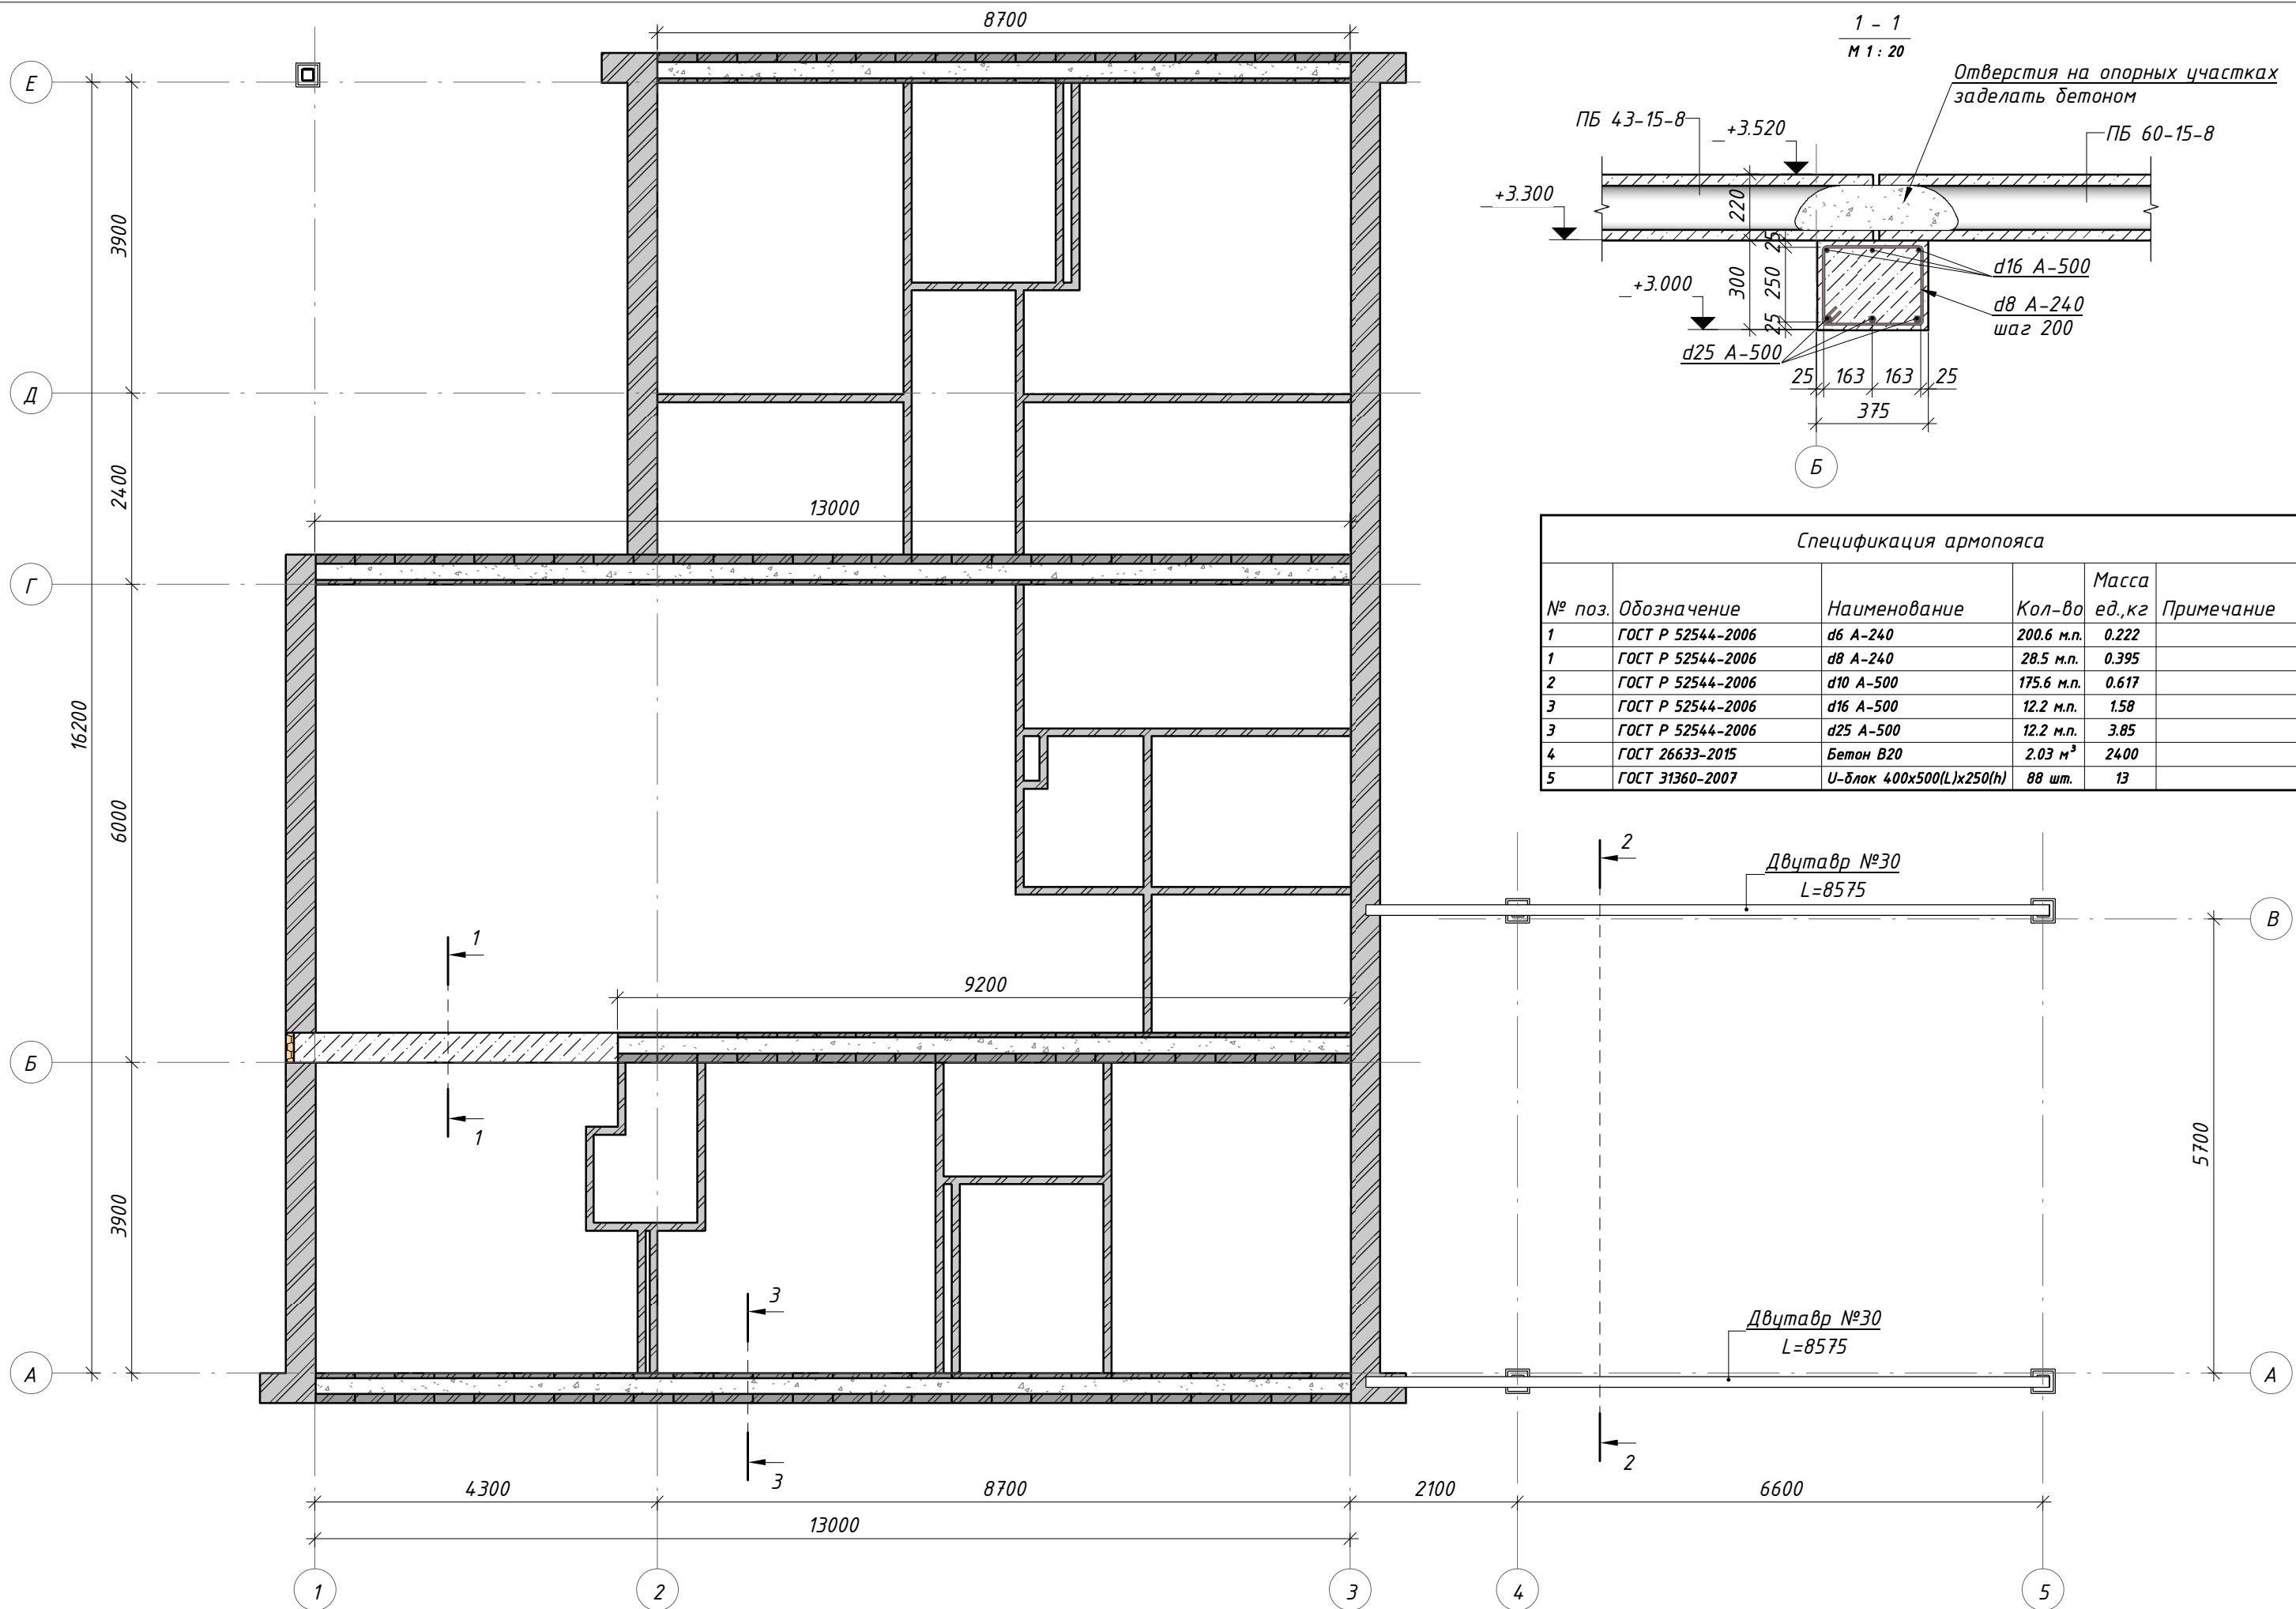 8700
1 - 1
М 1 : 20
Отверстия на опорных участках
заделать бетоном
ПБ 43-15-8
+3.520
ПБ 60-15-8
+3.300
220
25
300
250
25
+3.000
d16 А-500
d8 А-240
шаг 200
d25 А-500
25
163
163
25
375
Б
Е
Д
Г
Б
А
3900
2400
6000
3900
16200
13000
9200
Спецификация армопояса
№ поз. Обозначение Наименование Кол-во Масса ед.,кг Примечание
1 ГОСТ Р 52544-2006 d6 А-240 200.6 м.п. 0.222
1 ГОСТ Р 52544-2006 d8 А-240 28.5 м.п. 0.395
2 ГОСТ Р 52544-2006 d10 А-500 175.6 м.п. 0.617
3 ГОСТ Р 52544-2006 d16 А-500 12.2 м.п. 1.58
3 ГОСТ Р 52544-2006 d25 А-500 12.2 м.п. 3.85
4 ГОСТ 26633-2015 Бетон В20 2.03 м³ 2400
5 ГОСТ 31360-2007 U-блок 400х500(L)х250(h) 88 шт. 13
1
1
2
2
3
3
Двутавр №30
L=8575
Двутавр №30
L=8575
В
А
5700
4300
8700
2100
6600
13000
1
2
3
4
5